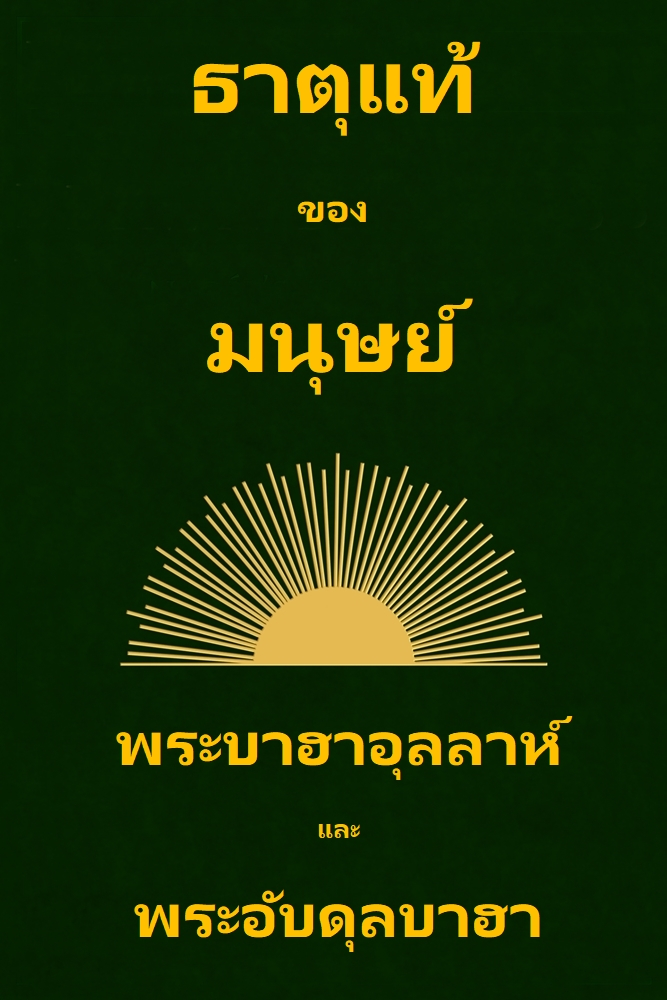 ธาตุแท้
ของ
มนุษย์
พระบาฮาอุลลาห์
และ
พระอับดุลบาฮา